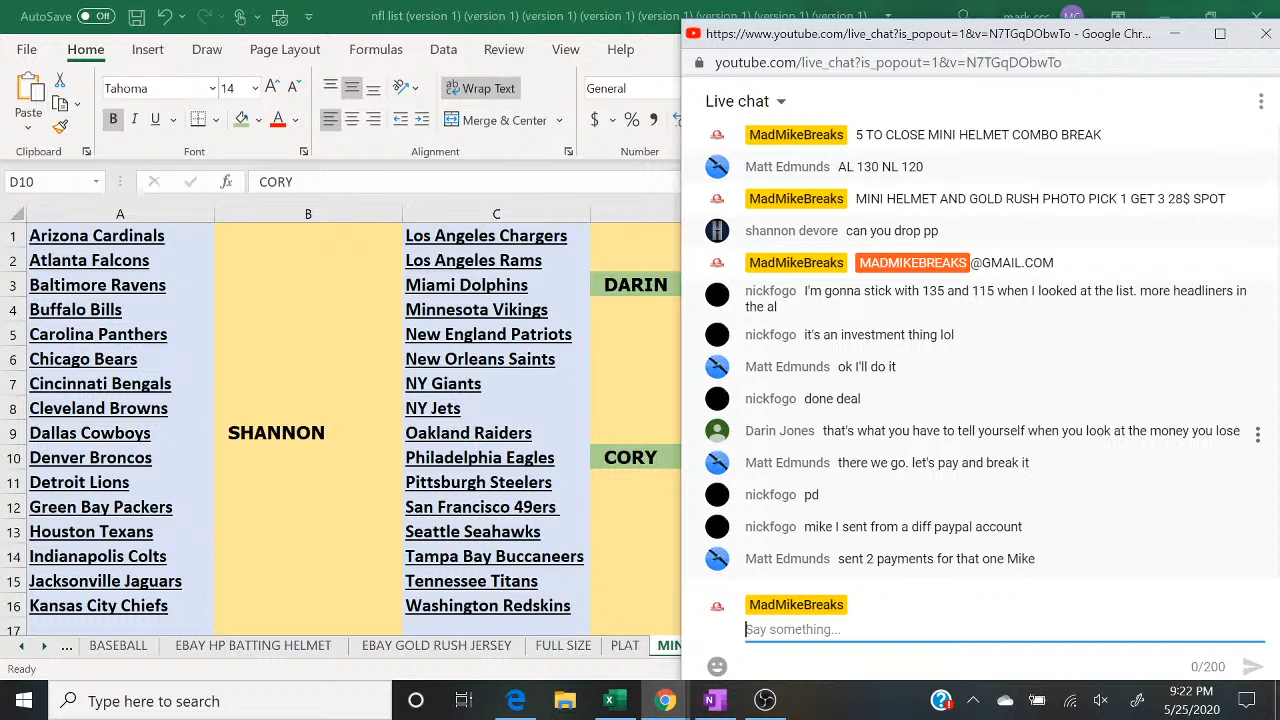 AutoSave Off nfl list (version 1) (version 1) (version 1) (version 1)
File Home Insert Draw Page Layout Formulas Data Review View Help
Paste
Tahoma 14
B I U A
Wrap Text
Merge & Center
$ % 9
Clipboard Font Alignment Number
D10 fx CORY
A B C
Arizona Cardinals Los Angeles Chargers
2 Atlanta Falcons Los Angeles Rams
3 Baltimore Ravens Miami Dolphins DARIN
4 Buffalo Bills Minnesota Vikings
5 Carolina Panthers New England Patriots
6 Chicago Bears New Orleans Saints
7 Cincinnati Bengals NY Giants
8 Cleveland Browns NY Jets
9 Dallas Cowboys SHANNON Oakland Raiders
10 Denver Broncos Philadelphia Eagles CORY
11 Detroit Lions Pittsburgh Steelers
12 Green Bay Packers San Francisco 49ers
13 Houston Texans Seattle Seahawks
14 Indianapolis Colts Tampa Bay Buccaneers
15 Jacksonville Jaguars Tennessee Titans
16 Kansas City Chiefs Washington Redskins
17
... BASEBALL EBAY HP BATTING HELMET EBAY GOLD RUSH JERSEY FULL SIZE PLAT MIN
Ready
https://www.youtube.com/live_chat?is_popout=1&v=N7TGqDObwTo - Google Chr...
youtube.com/live_chat?is_popout=1&v=N7TGqDObwTo
Live chat
MadMikeBreaks 5 TO CLOSE MINI HELMET COMBO BREAK
Matt Edmunds AL 130 NL 120
MadMikeBreaks MINI HELMET AND GOLD RUSH PHOTO PICK 1 GET 3 28$ SPOT
shannon devore can you drop pp
MadMikeBreaks MADMIKEBREAKS@GMAIL.COM
nickfogo I'm gonna stick with 135 and 115 when I looked at the list. more headliners in
the al
nickfogo it's an investment thing lol
Matt Edmunds ok I'll do it
nickfogo done deal
Darin Jones that's what you have to tell yourself when you look at the money you lose
Matt Edmunds there we go. let's pay and break it
nickfogo pd
nickfogo mike I sent from a diff paypal account
Matt Edmunds sent 2 payments for that one Mike
MadMikeBreaks
Say something...
0/200
Type here to search
9:22 PM
5/25/2020